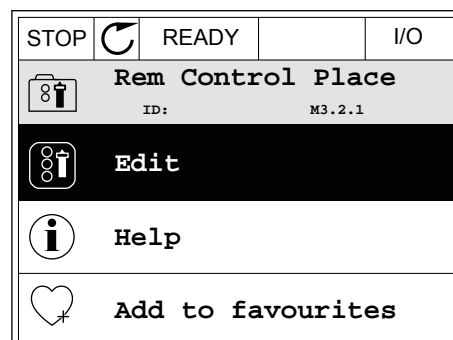 STOP READY I/O
Rem Control Place
ID: M3.2.1
Edit
Help
Add to favourites